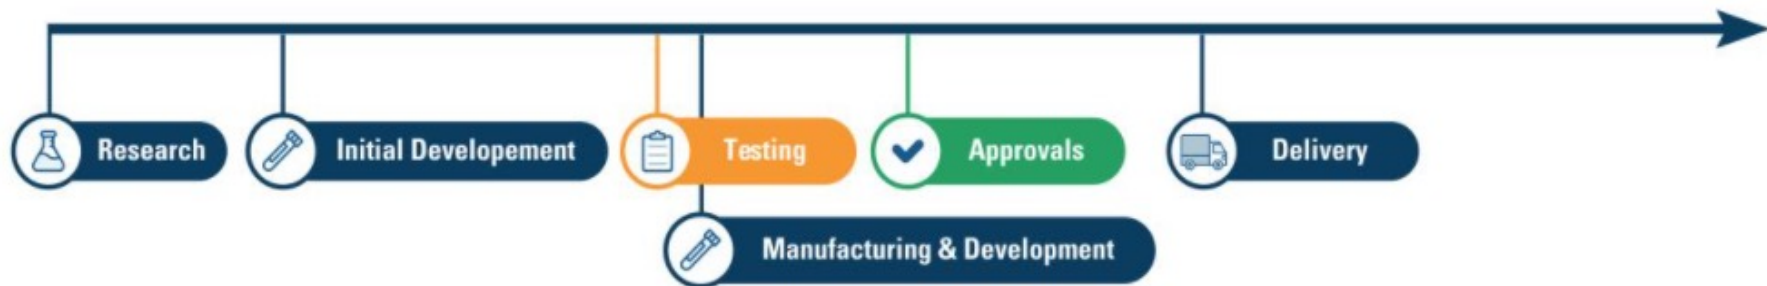 Research
Initial Developement
Testing
Approvals
Delivery
Manufacturing & Development